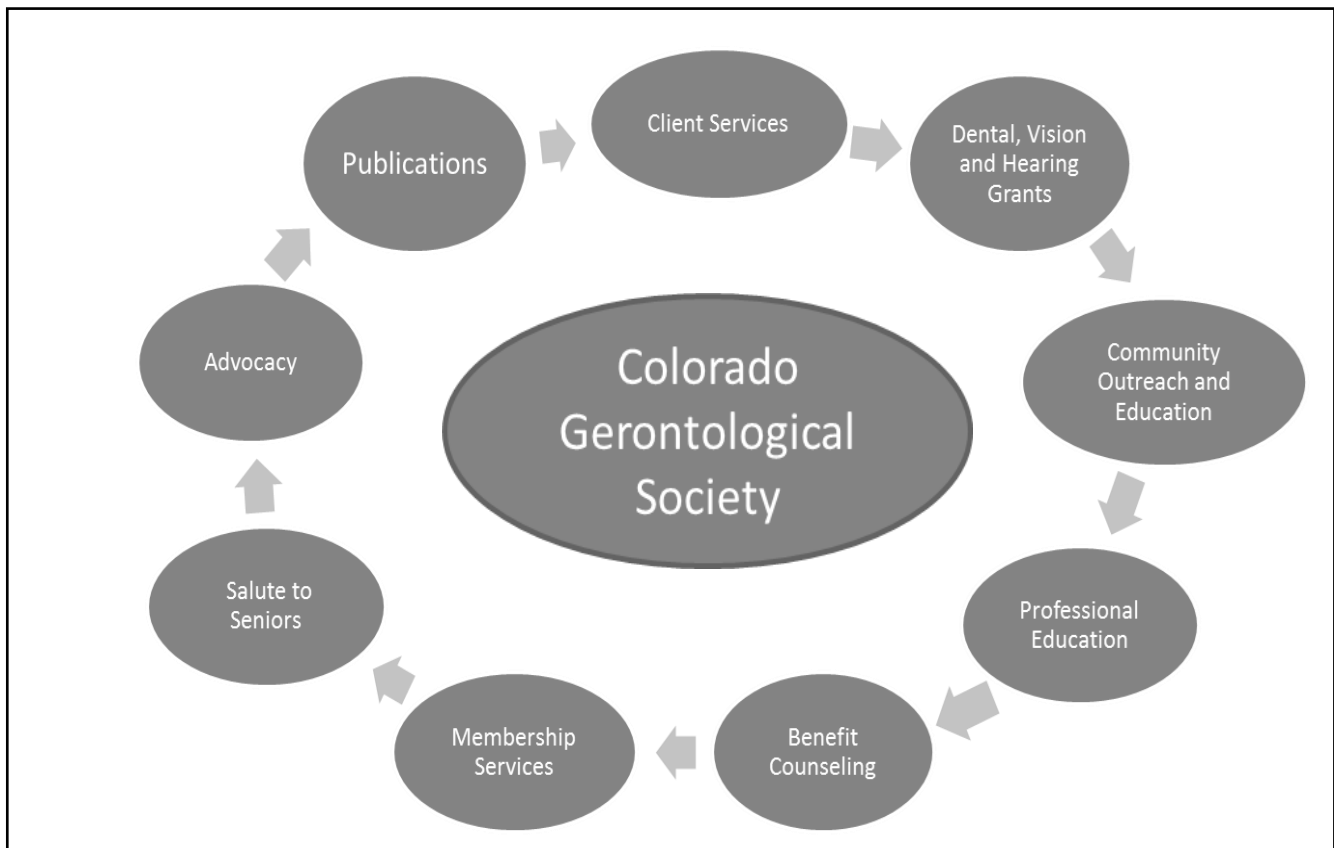 Publications
Client Services
Dental, Vision
and Hearing
Grants
Community
Outreach and
Education
Professional
Education
Benefit
Counseling
Membership
Services
Salute to
Seniors
Advocacy
Colorado
Gerontological
Society